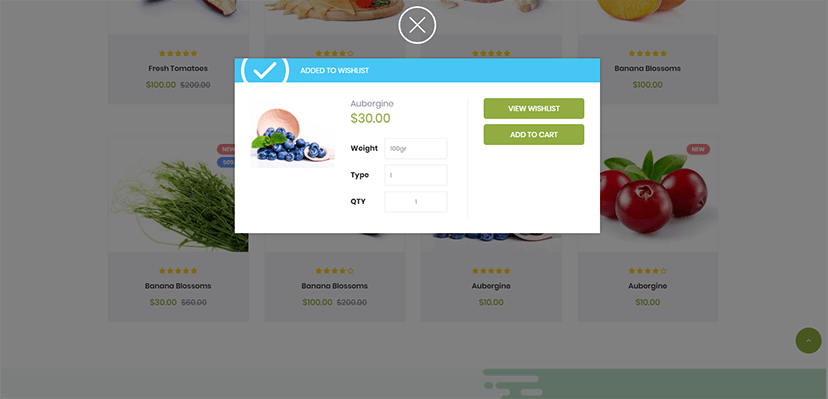 Fresh Tomatoes
$100.00 $200.00
Banana Blossoms
$100.00
ADDED TO WISHLIST
Aubergine
$30.00
Weight 100gr
Type
QTY 1
VIEW WISHLIST
ADD TO CART
NEW
NEW
Banana Blossoms
$30.00 $60.00
Banana Blossoms
$100.00 $200.00
Aubergine
$10.00
Aubergine
$10.00